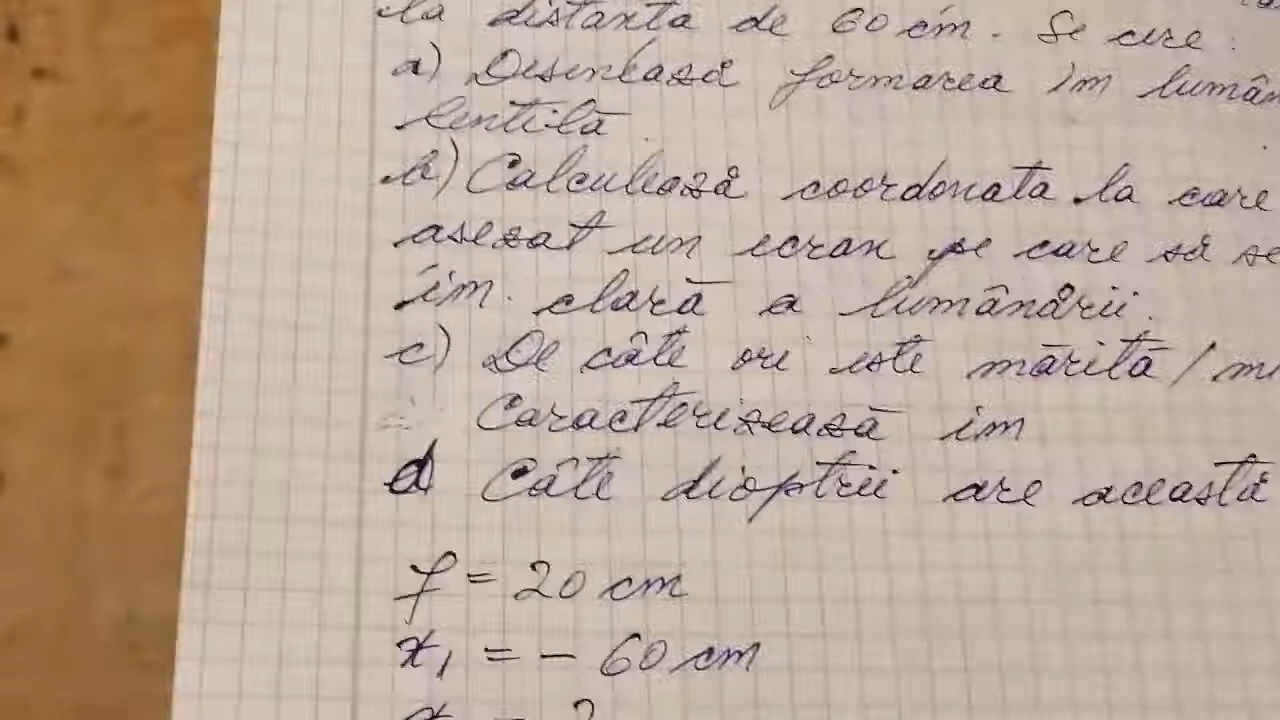 la distanta de 60 cm. Se cere:
a) Desenează formarea im lumân
lentilă
b) Calculează coordonata la care
asezat un ecran pe care să se
im. clară a lumânării.
c) De câte ori este mărită / mi
Caracterizează im
d Câte dioptrii are această
f = 20 cm
x₁ = - 60 cm